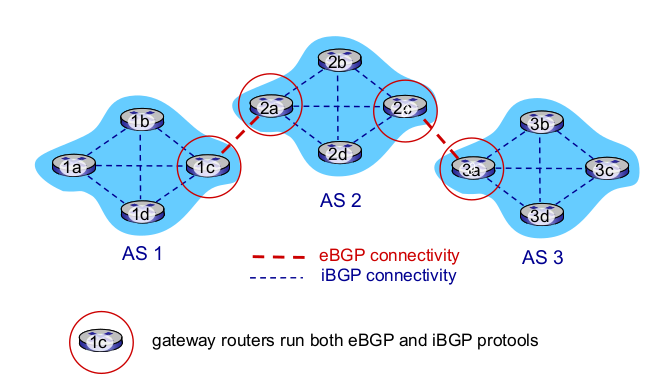 2b
2a
2c
2d
1b
1a
1c
1d
3b
3a
3c
3d
AS 2
AS 1
AS 3
eBGP connectivity
iBGP connectivity
1c
gateway routers run both eBGP and iBGP protools